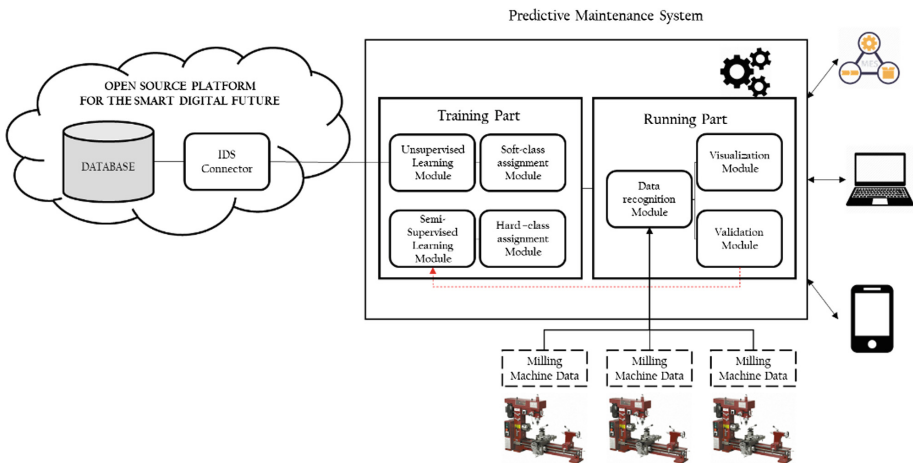 Predictive Maintenance System
OPEN SOURCE PLATFORM
FOR THE SMART DIGITAL FUTURE
DATABASE
IDS
Connector
Training Part
Unsupervised
Learning
Module
Soft-class
assignment
Module
Semi-
Supervised
Learning
Module
Hard –class
assignment
Module
Running Part
Data
recognition
Module
Visualization
Module
Validation
Module
MES
Milling
Machine Data
Milling
Machine Data
Milling
Machine Data